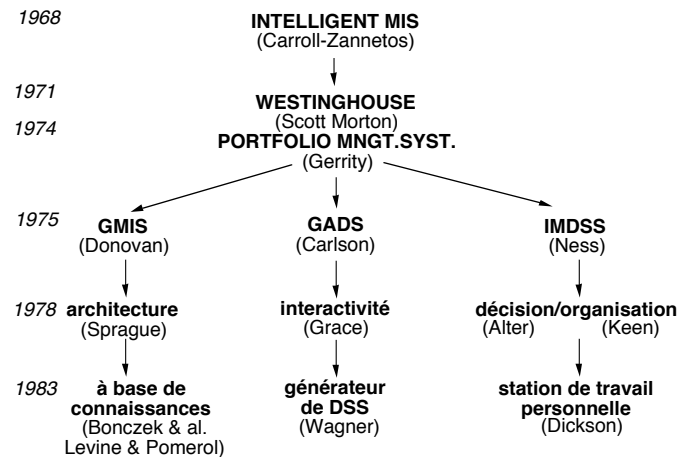 1968
INTELLIGENT MIS
(Carroll-Zannetos)
1971
WESTINGHOUSE
(Scott Morton)
1974
PORTFOLIO MNGT.SYST.
(Gerrity)
1975
GMIS
(Donovan)
GADS
(Carlson)
IMDSS
(Ness)
1978
architecture
(Sprague)
interactivité
(Grace)
décision/organisation
(Alter) (Keen)
1983
à base de
connaissances
(Bonczek & al.
Levine & Pomerol)
générateur
de DSS
(Wagner)
station de travail
personnelle
(Dickson)